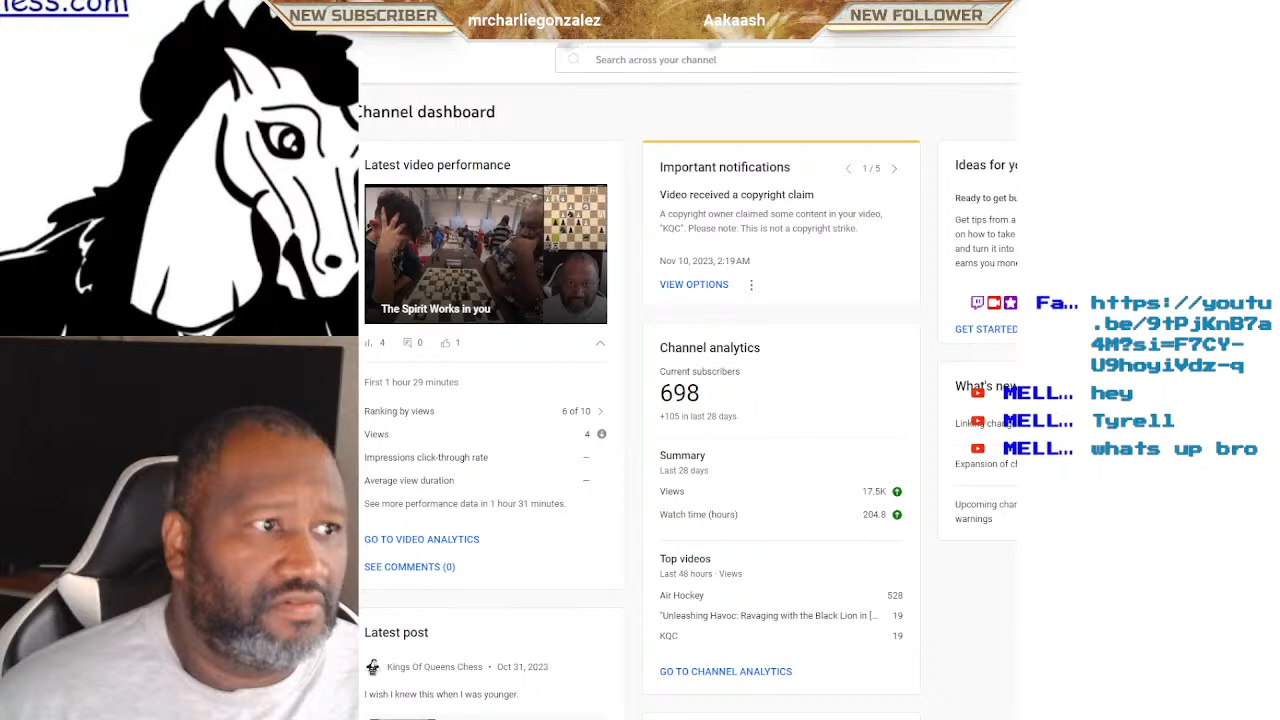 ess.com
NEW SUBSCRIBER
mrcharliegonzalez
Aakaash
NEW FOLLOWER
Search across your channel
Channel dashboard
Latest video performance
The Spirit Works in you
4 0 1
First 1 hour 29 minutes
Ranking by views 6 of 10
Views 4
Impressions click-through rate —
Average view duration —
See more performance data in 1 hour 31 minutes.
GO TO VIDEO ANALYTICS
SEE COMMENTS (0)
Latest post
Kings Of Queens Chess • Oct 31, 2023
I wish I knew this when I was younger.
Important notifications 1 / 5
Video received a copyright claim
A copyright owner claimed some content in your video,
"KQC". Please note: This is not a copyright strike.
Nov 10, 2023, 2:19 AM
VIEW OPTIONS
Channel analytics
Current subscribers
698
+105 in last 28 days
Summary
Last 28 days
Views 17.5K
Watch time (hours) 204.8
Top videos
Last 48 hours · Views
Air Hockey 528
"Unleashing Havoc: Ravaging with the Black Lion in [... 19
KQC 19
GO TO CHANNEL ANALYTICS
Ideas for yo
Ready to get bu
Get tips from a
on how to take
and turn it into
earns you mone
GET STARTED
What's new
Expansion of cf
Upcoming char
warnings
Fa... https://youtu
.be/9tPjKnB7a
4M?si=F7CY-
U9hoyiVdz-q
MELL... hey
MELL... Tyrell
MELL... whats up bro